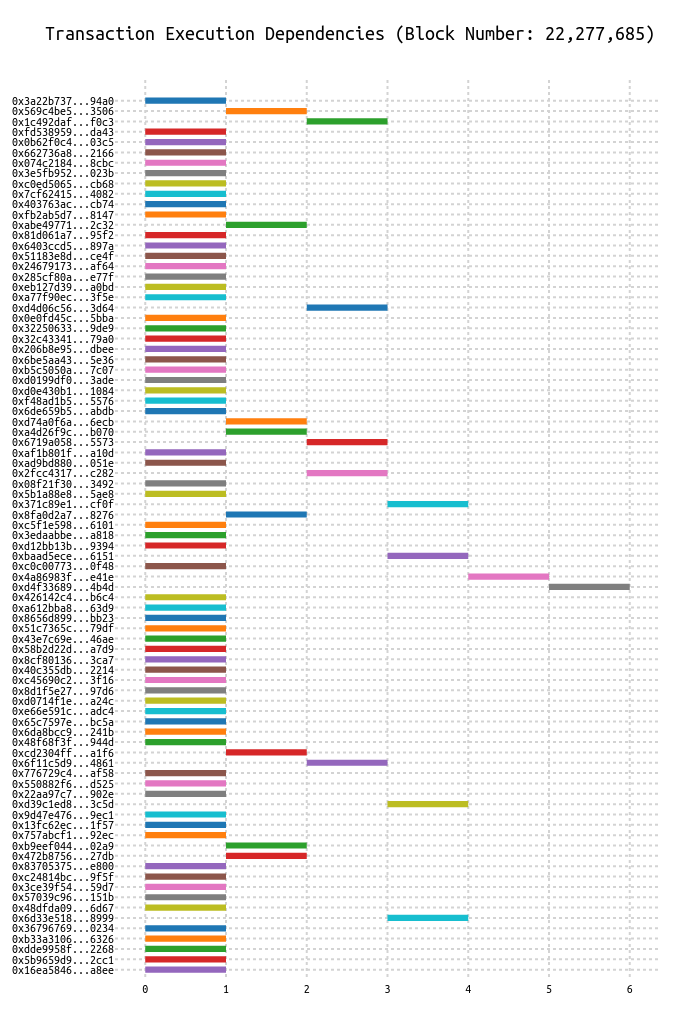 Transaction Execution Dependencies (Block Number: 22,277,685)
0x3a22b737...94a0
0x569c4be5...3506
0x1c492daf...f0c3
0xfd538959...da43
0x0b62f0c4...03c5
0x662736a8...2166
0x074c2184...8cbc
0x3e5fb952...023b
0xc0ed5065...cb68
0x7cf62415...4082
0x403763ac...cb74
0xfb2ab5d7...8147
0xabe49771...2c32
0x81d061a7...95f2
0x6403ccd5...897a
0x51183e8d...ce4f
0x24679173...af64
0x285cf80a...e77f
0xeb127d39...a0bd
0xa77f90ec...3f5e
0xd4d06c56...3d64
0x0e0fd45c...5bba
0x32250633...9de9
0x32c43341...79a0
0x206b8e95...dbee
0x6be5aa43...5e36
0xb5c5050a...7c07
0xd0199df0...3ade
0xd0e430b1...1084
0xf48ad1b5...5576
0x6de659b5...abdb
0xd74a0f6a...6ecb
0xa4d26f9c...b070
0x6719a058...5573
0xaf1b801f...a10d
0xad9bd880...051e
0x2fcc4317...c282
0x08f21f30...3492
0x5b1a88e8...5ae8
0x371c89e1...cf0f
0x8fa0d2a7...8276
0xc5f1e598...6101
0x3edaabbe...a818
0xd12bb13b...9394
0xbaad5ece...6151
0xc0c00773...0f48
0x4a86983f...e41e
0xd4f33689...4b4d
0x426142c4...b6c4
0xa612bba8...63d9
0x8656d899...bb23
0x51c7365c...79df
0x43e7c69e...46ae
0x58b2d22d...a7d9
0x8cf80136...3ca7
0x40c355db...2214
0xc45690c2...3f16
0x8d1f5e27...97d6
0xd0714f1e...a24c
0xe66e591c...adc4
0x65c7597e...bc5a
0x6da8bcc9...241b
0x48f68f3f...944d
0xcd2304ff...a1f6
0x6f11c5d9...4861
0x776729c4...af58
0x550882f6...d525
0x22aa97c7...902e
0xd39c1ed8...3c5d
0x9d47e476...9ec1
0x13fc62ec...1f57
0x757abcf1...92ec
0xb9eef044...02a9
0x472b8756...27db
0x83705375...e800
0xc24814bc...9f5f
0x3ce39f54...59d7
0x57039c96...151b
0x48dfda09...6d67
0x6d33e518...8999
0x36796769...0234
0xb33a3106...6326
0xdde9958f...2268
0x5b9659d9...2cc1
0x16ea5846...a8ee
0 1 2 3 4 5 6